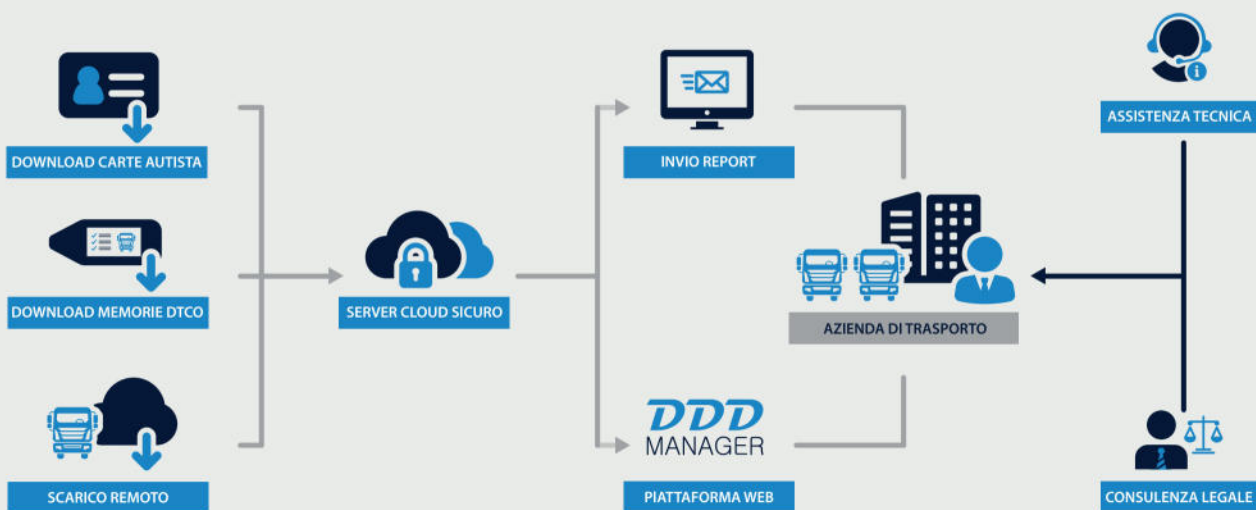 DOWNLOAD CARTE AUTISTA
DOWNLOAD MEMORIE DTCO
SCARICO REMOTO
SERVER CLOUD SICURO
INVIO REPORT
DDD
MANAGER
PIATTAFORMA WEB
AZIENDA DI TRASPORTO
i
ASSISTENZA TECNICA
CONSULENZA LEGALE